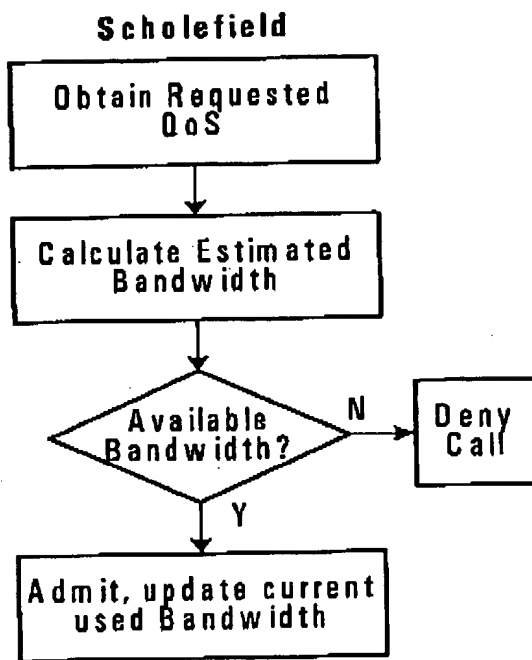 Scholefield
Obtain Requested
QoS
Calculate Estimated
Bandwidth
Available
Bandwidth?
N
Deny
Call
Y
Admit, update current
used Bandwidth